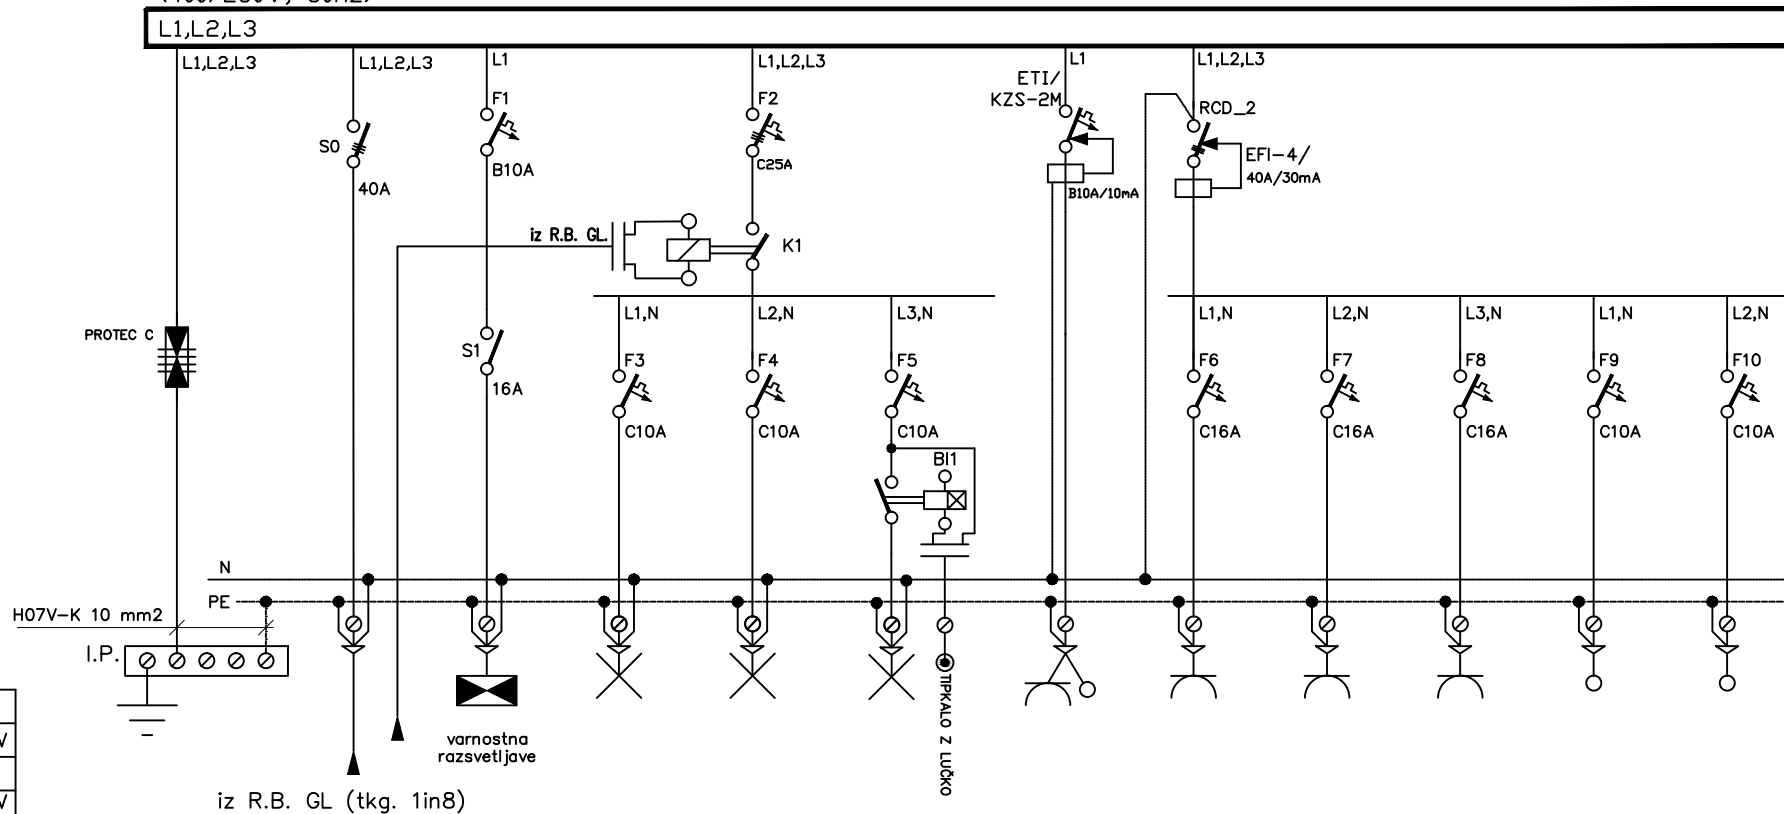 L1,L2,L3
L1,L2,L3
L1,L2,L3
L1
L1,L2,L3
L1
L1,L2,L3
ETI/
KZS-2M
F1
F2
RCD_2
S0
B10A
C25A
EFI-4/
40A/30mA
40A
B10A/10mA
iz R.B. GL.
K1
L1,N
L2,N
L3,N
L1,N
L2,N
L3,N
L1,N
L2,N
PROTEC C
S1
16A
F3
F4
F5
F6
F7
F8
F9
F10
C10A
C10A
C10A
C16A
C16A
C16A
C10A
C10A
BI1
N
PE
H07V-K 10 mm2
I.P.
TIPKALO Z LUČKO
varnostna
razsvetljave
iz R.B. GL (tkg. 1in8)